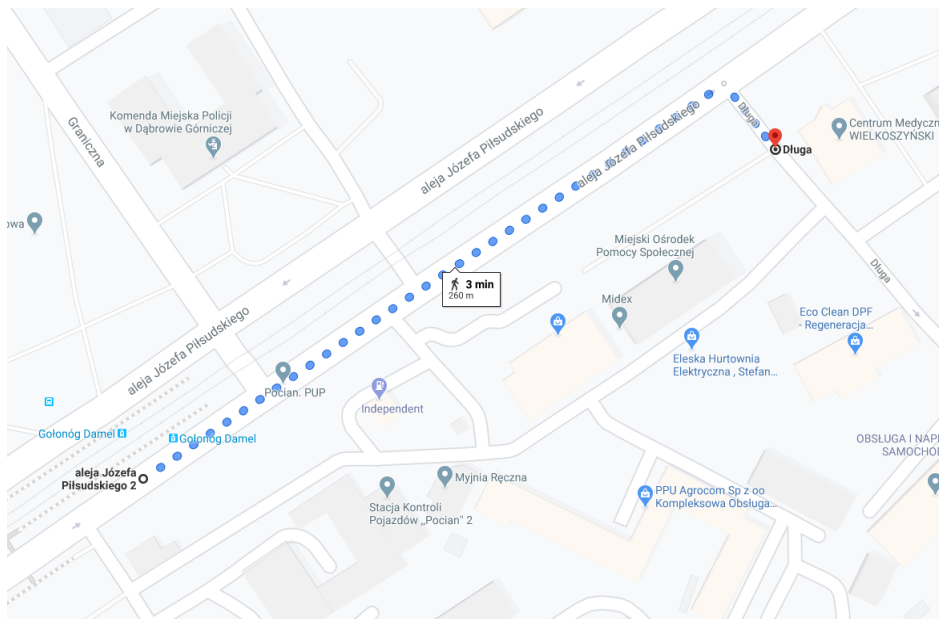 Graniczna
Komenda Miejska Policji
w Dąbrowie Górniczej
aleja Józefa Piłsudskiego
aleja Józefa Piłsudskiego
Długa
Centrum Medyczn
WIELKOSZYŃSKI
Długa
owa
Miejski Ośrodek
Pomocy Społecznej
Długa
3 min
260 m
Midex
Eco Clean DPF
- Regeneracja...
aleja Józefa Piłsudskiego
Eleska Hurtownia
Elektryczna , Stefan...
Pocian. PUP
Independent
Gołonóg Damel
Gołonóg Damel
OBSŁUGA I NAP
SAMOCHO
aleja Józefa
Piłsudskiego 2
Myjnia Ręczna
PPU Agrocom Sp z oo
Kompleksowa Obsługa...
Stacja Kontroli
Pojazdów „Pocian" 2